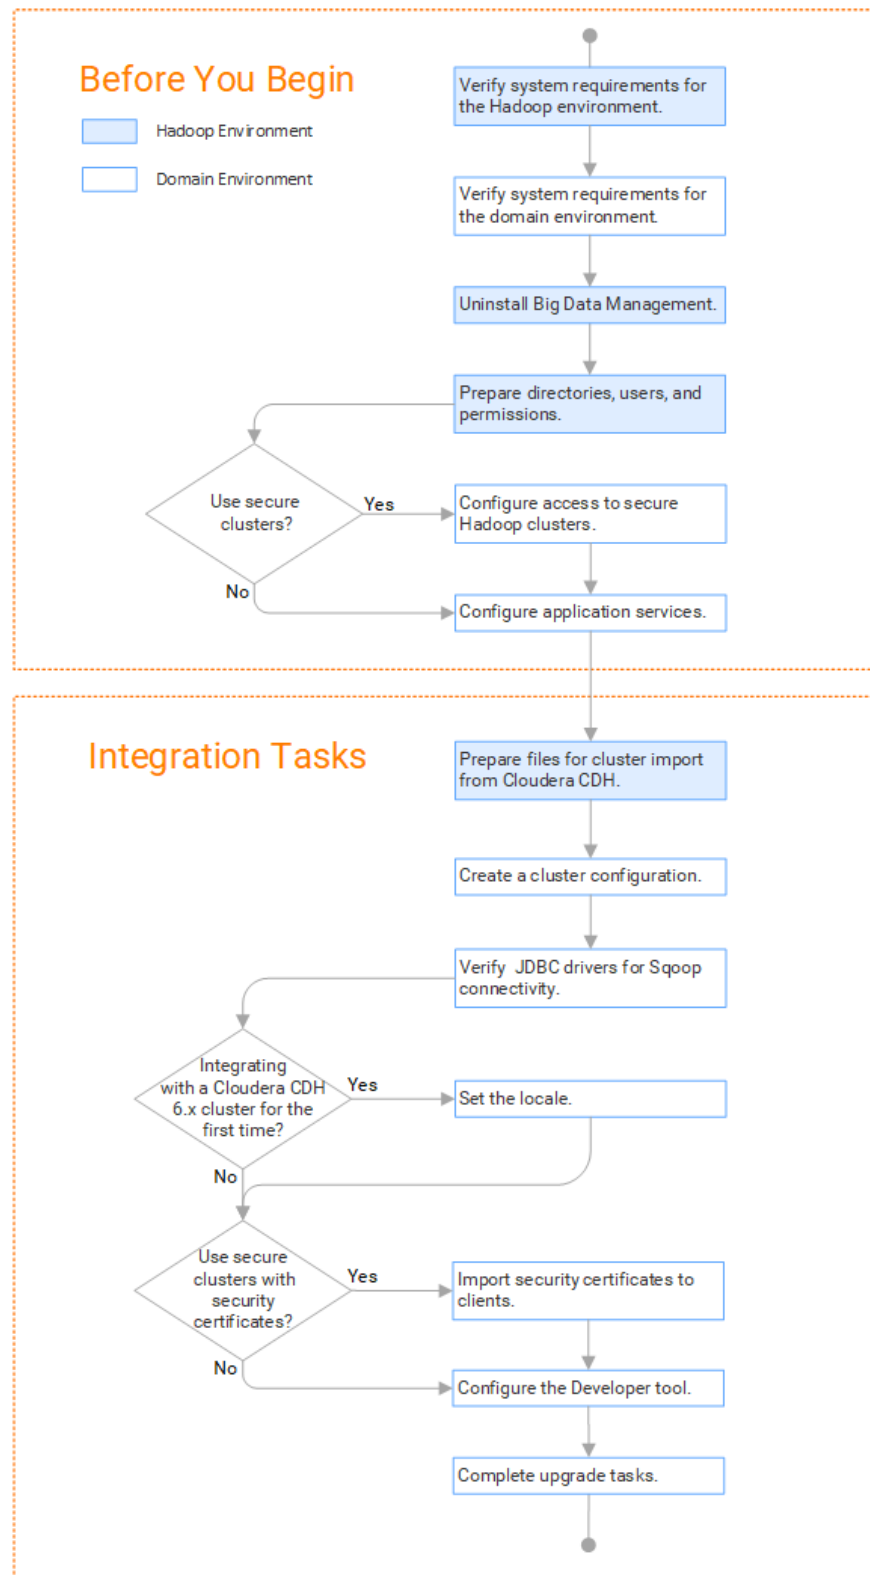 Before You Begin
Hadoop Environment
Domain Environment
Verify system requirements for
the Hadoop environment.
Verify system requirements for
the domain environment.
Uninstall Big Data Management.
Prepare directories, users, and
permissions.
Use secure
clusters?
Yes
Configure access to secure
Hadoop clusters.
No
Configure application services.
Integration Tasks
Prepare files for cluster import
from Cloudera CDH.
Create a cluster configuration.
Verify JDBC drivers for Sqoop
connectivity.
Integrating
with a Cloudera CDH
6.x cluster for the
first time?
Yes
Set the locale.
No
Use secure
clusters with
security
certificates?
Yes
Import security certificates to
clients.
No
Configure the Developer tool.
Complete upgrade tasks.